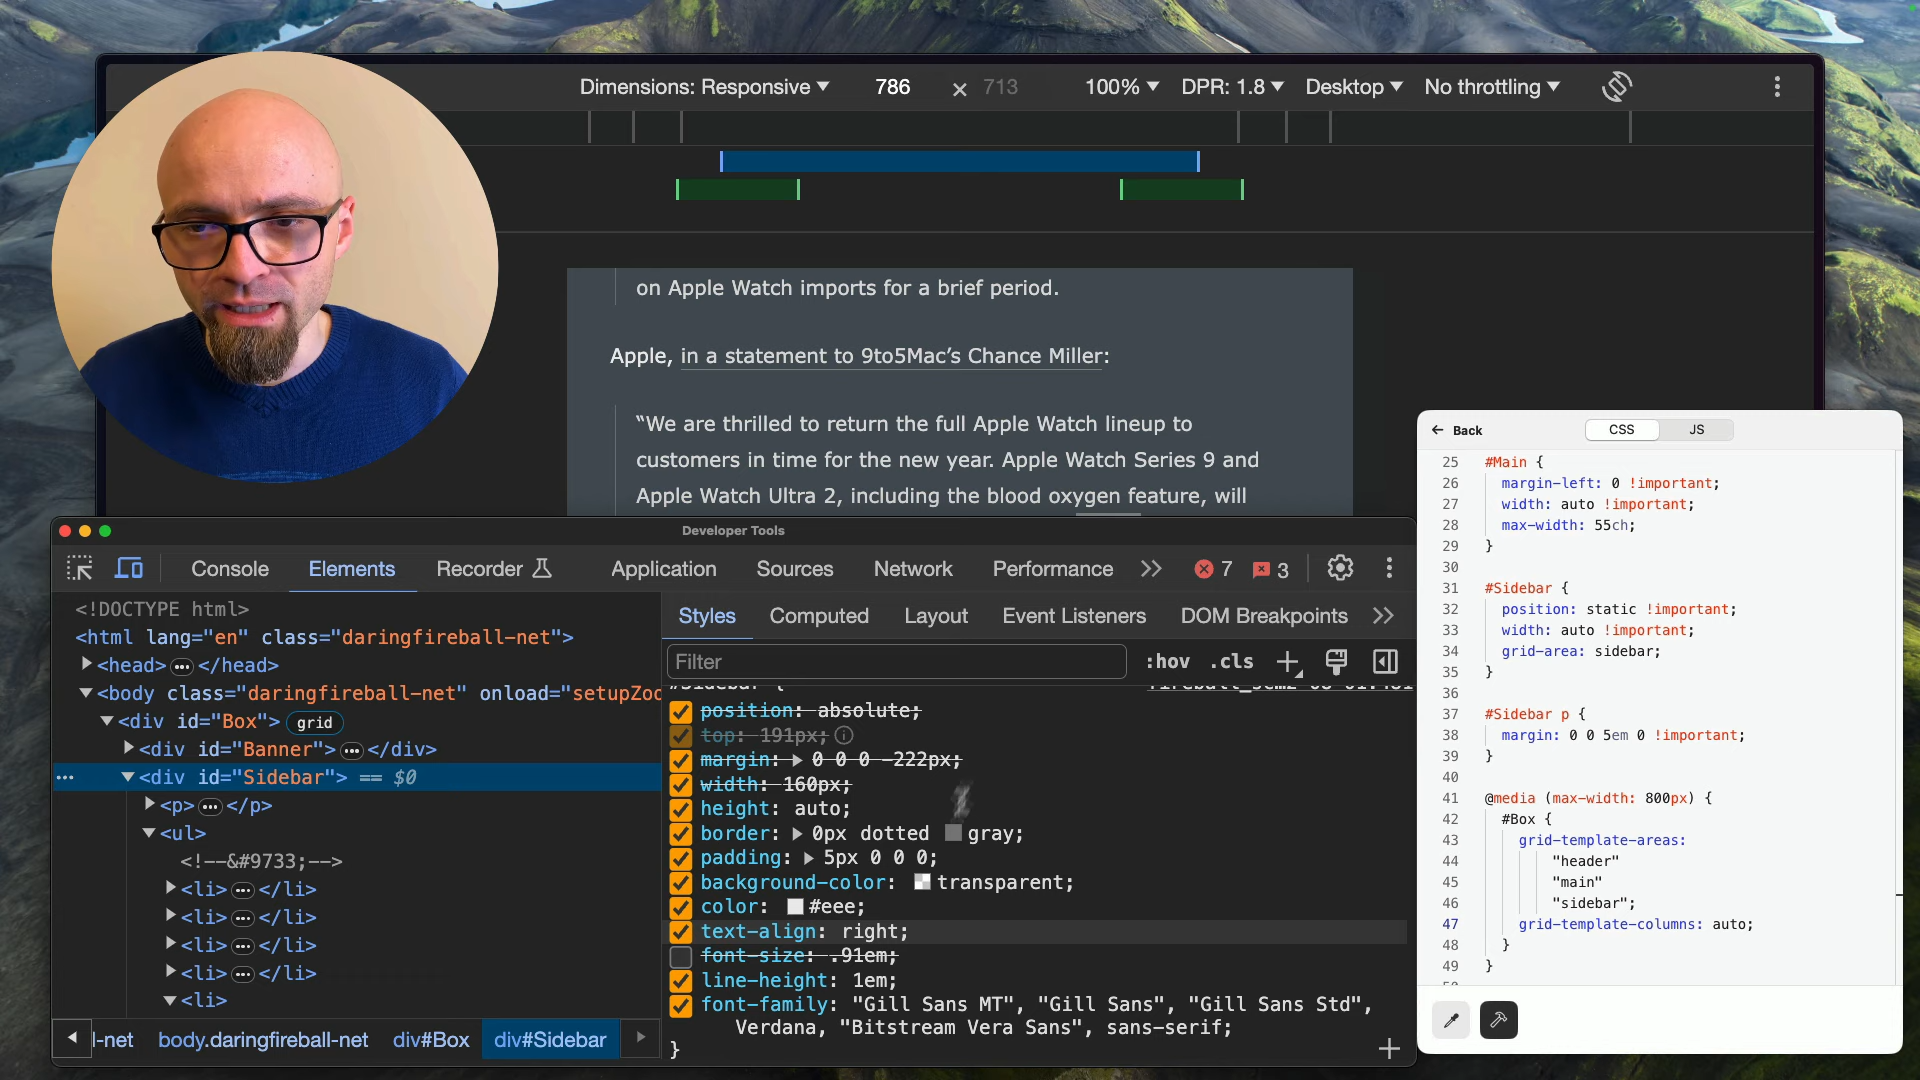 Dimensions: Responsive 786 × 713 100% DPR: 1.8 Desktop No throttling
on Apple Watch imports for a brief period.
Apple, in a statement to 9to5Mac’s Chance Miller:
“We are thrilled to return the full Apple Watch lineup to
customers in time for the new year. Apple Watch Series 9 and
Apple Watch Ultra 2, including the blood oxygen feature, will
Developer Tools
Console Elements Recorder Application Sources Network Performance 7 3
<!DOCTYPE html>
<html lang="en" class="daringfireball-net">
<head> ••• </head>
<body class="daringfireball-net" onload="setupZoo
<div id="Box"> grid
<div id="Banner"> ••• </div>
••• <div id="Sidebar"> == $0
<p> ••• </p>
<ul>
<!--&#9733;-->
<li> ••• </li>
<li> ••• </li>
<li> ••• </li>
<li> ••• </li>
<li>
l-net body.daringfireball-net div#Box div#Sidebar
Styles Computed Layout Event Listeners DOM Breakpoints
Filter :hov .cls
#Sidebar {
position: absolute;
top: 191px;
margin: 0 0 0 -222px;
width: 160px;
height: auto;
border: 0px dotted gray;
padding: 5px 0 0 0;
background-color: transparent;
color: #eee;
text-align: right;
font-size: .91em;
line-height: 1em;
font-family: "Gill Sans MT", "Gill Sans", "Gill Sans Std",
Verdana, "Bitstream Vera Sans", sans-serif;
}
Back CSS JS
25 #Main {
26 margin-left: 0 !important;
27 width: auto !important;
28 max-width: 55ch;
29 }
30
31 #Sidebar {
32 position: static !important;
33 width: auto !important;
34 grid-area: sidebar;
35 }
36
37 #Sidebar p {
38 margin: 0 0 5em 0 !important;
39 }
40
41 @media (max-width: 800px) {
42 #Box {
43 grid-template-areas:
44 "header"
45 "main"
46 "sidebar";
47 grid-template-columns: auto;
48 }
49 }